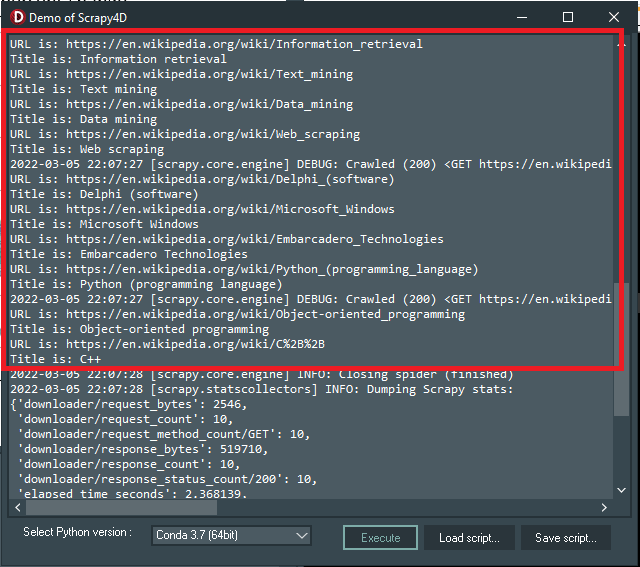 Demo of Scrapy4D
URL is: https://en.wikipedia.org/wiki/Information_retrieval
Title is: Information retrieval
URL is: https://en.wikipedia.org/wiki/Text_mining
Title is: Text mining
URL is: https://en.wikipedia.org/wiki/Data_mining
Title is: Data mining
URL is: https://en.wikipedia.org/wiki/Web_scraping
Title is: Web scraping
2022-03-05 22:07:27 [scrapy.core.engine] DEBUG: Crawled (200) <GET https://en.wikipedi
URL is: https://en.wikipedia.org/wiki/Delphi_(software)
Title is: Delphi (software)
URL is: https://en.wikipedia.org/wiki/Microsoft_Windows
Title is: Microsoft Windows
URL is: https://en.wikipedia.org/wiki/Embarcadero_Technologies
Title is: Embarcadero Technologies
URL is: https://en.wikipedia.org/wiki/Python_(programming_language)
Title is: Python (programming language)
2022-03-05 22:07:27 [scrapy.core.engine] DEBUG: Crawled (200) <GET https://en.wikipedi
URL is: https://en.wikipedia.org/wiki/Object-oriented_programming
Title is: Object-oriented programming
URL is: https://en.wikipedia.org/wiki/C%2B%2B
Title is: C++
2022-03-05 22:07:28 [scrapy.core.engine] INFO: Closing spider (finished)
2022-03-05 22:07:28 [scrapy.statscollectors] INFO: Dumping Scrapy stats:
{'downloader/request_bytes': 2546,
'downloader/request_count': 10,
'downloader/request_method_count/GET': 10,
'downloader/response_bytes': 519710,
'downloader/response_count': 10,
'downloader/response_status_count/200': 10,
'elapsed_time_seconds': 2.368139,
Select Python version :
Conda 3.7 (64bit)
Execute
Load script...
Save script...